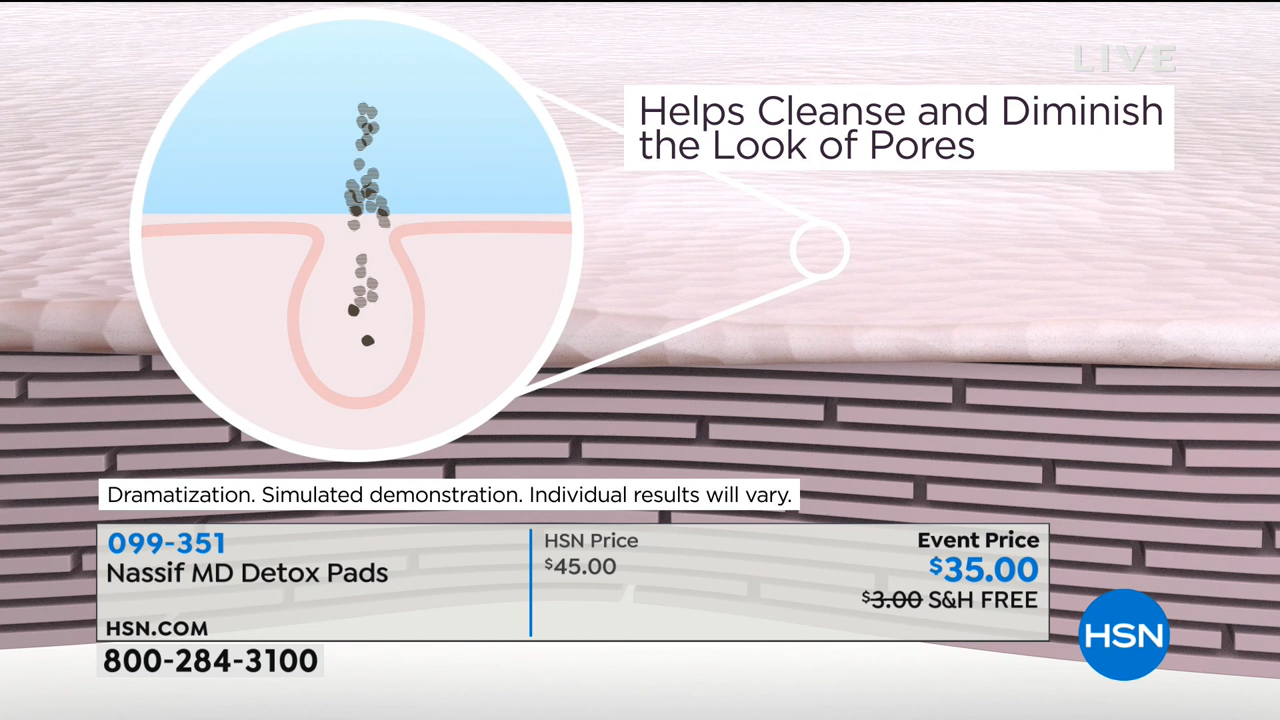 LIVE
Helps Cleanse and Diminish
the Look of Pores
Dramatization. Simulated demonstration. Individual results will vary.
099-351
Nassif MD Detox Pads
HSN.COM
800-284-3100
HSN Price
$45.00
Event Price
$35.00
$3.00 S&H FREE
HSN